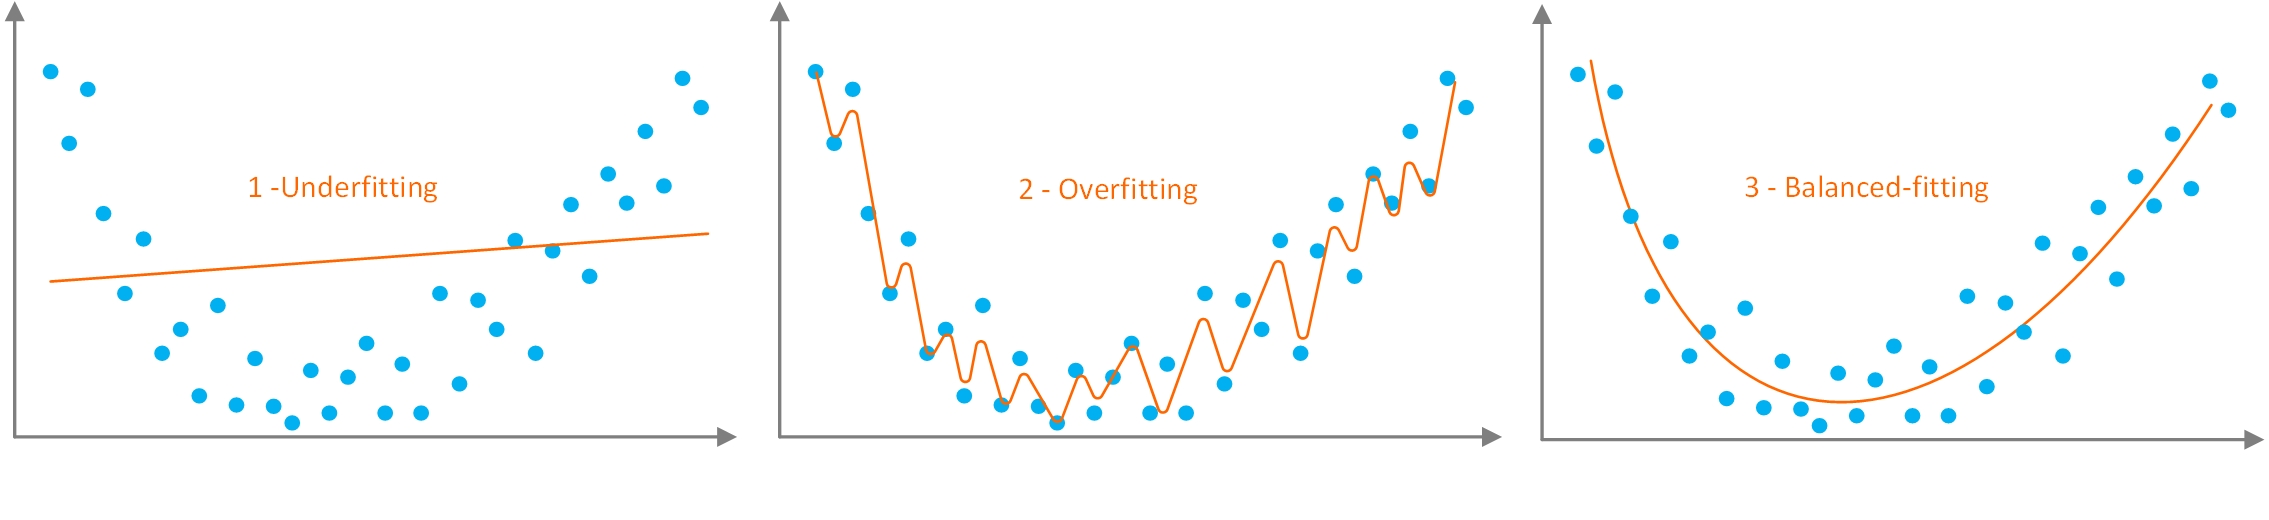 1 -Underfitting
2 - Overfitting
3 - Balanced-fitting